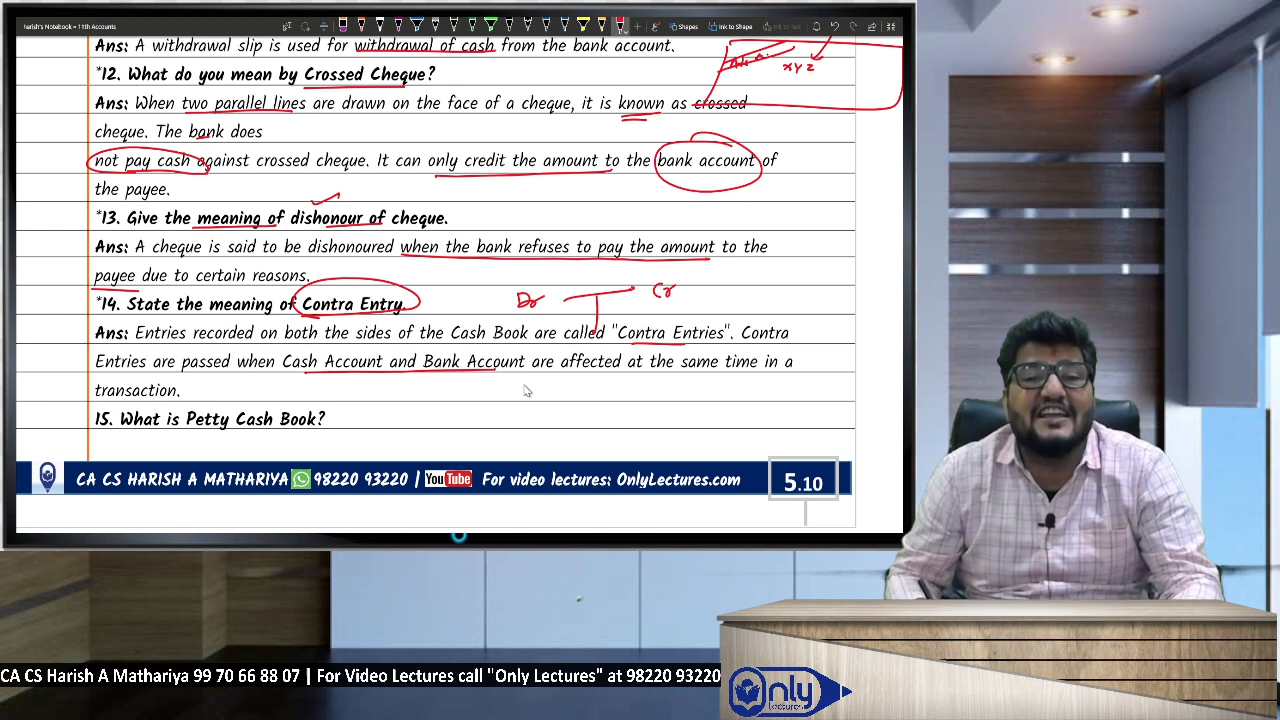 harish's Notebook » 11th Accounts
Shapes
Ink to Shape
Ink to Text
Ans: A withdrawal slip is used for withdrawal of cash from the bank account.
*12. What do you mean by Crossed Cheque?
xyz
Ans: When two parallel lines are drawn on the face of a cheque, it is known as crossed
cheque. The bank does
not pay cash against crossed cheque. It can only credit the amount to the bank account of
the payee.
*13. Give the meaning of dishonour of cheque.
Ans: A cheque is said to be dishonoured when the bank refuses to pay the amount to the
payee due to certain reasons.
*14. State the meaning of Contra Entry.
Dr Cr
Ans: Entries recorded on both the sides of the Cash Book are called "Contra Entries". Contra
Entries are passed when Cash Account and Bank Account are affected at the same time in a
transaction.
15. What is Petty Cash Book?
CA CS HARISH A MATHARIYA 98220 93220 | YouTube For video lectures: OnlyLectures.com 5.10
CA CS Harish A Mathariya 99 70 66 88 07 | For Video Lectures call "Only Lectures" at 98220 93220
Only
Lectures